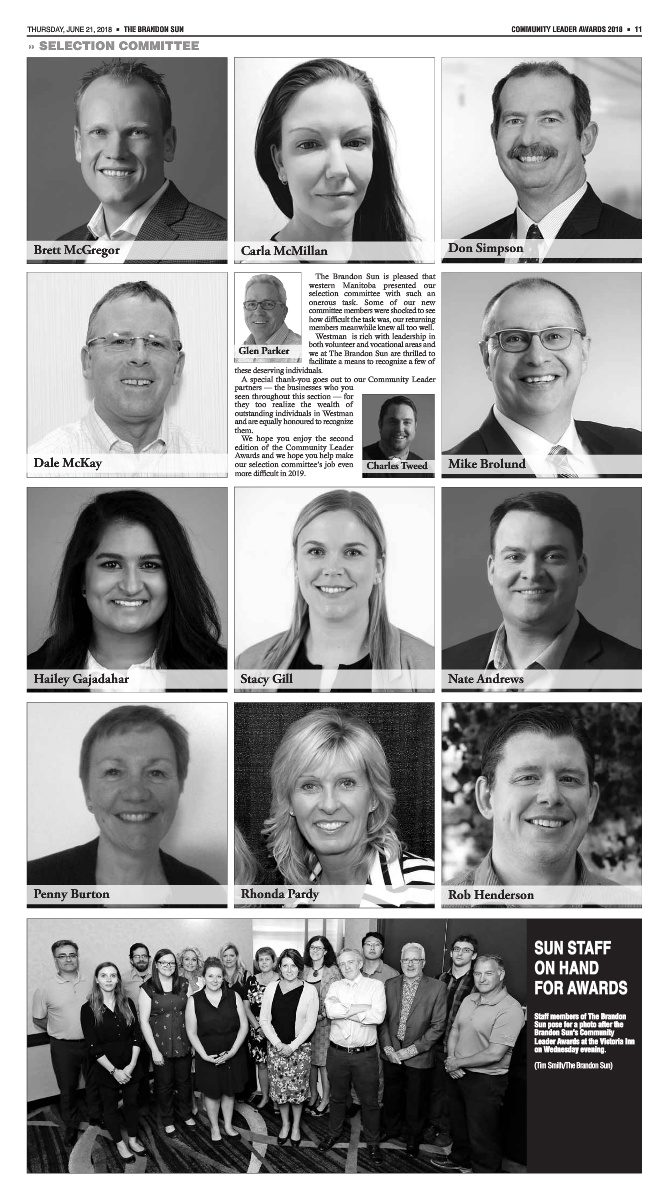 THURSDAY, JUNE 21, 2018 ▪ THE BRANDON SUN
COMMUNITY LEADER AWARDS 2018 ▪ 11
» SELECTION COMMITTEE
Brett McGregor
Carla McMillan
Don Simpson
Dale McKay
Glen Parker
The Brandon Sun is pleased that
western Manitoba presented our
selection committee with such an
onerous task. Some of our new
committee members were shocked to see
how difficult the task was, our returning
members meanwhile knew all too well.
Westman is rich with leadership in
both volunteer and vocational areas and
we at The Brandon Sun are thrilled to
facilitate a means to recognize a few of
these deserving individuals.
A special thank-you goes out to our Community Leader
partners — the businesses who you
seen throughout this section — for
they too realize the wealth of
outstanding individuals in Westman
and are equally honoured to recognize
them.
We hope you enjoy the second
edition of the Community Leader
Awards and we hope you help make
our selection committee's job even
more difficult in 2019.
Charles Tweed
Mike Brolund
Hailey Gajadahar
Stacy Gill
Nate Andrews
Penny Burton
Rhonda Pardy
Rob Henderson
SUN STAFF
ON HAND
FOR AWARDS
Staff members of The Brandon
Sun pose for a photo after the
Brandon Sun's Community
Leader Awards at the Victoria Inn
on Wednesday evening.
(Tim Smith/The Brandon Sun)